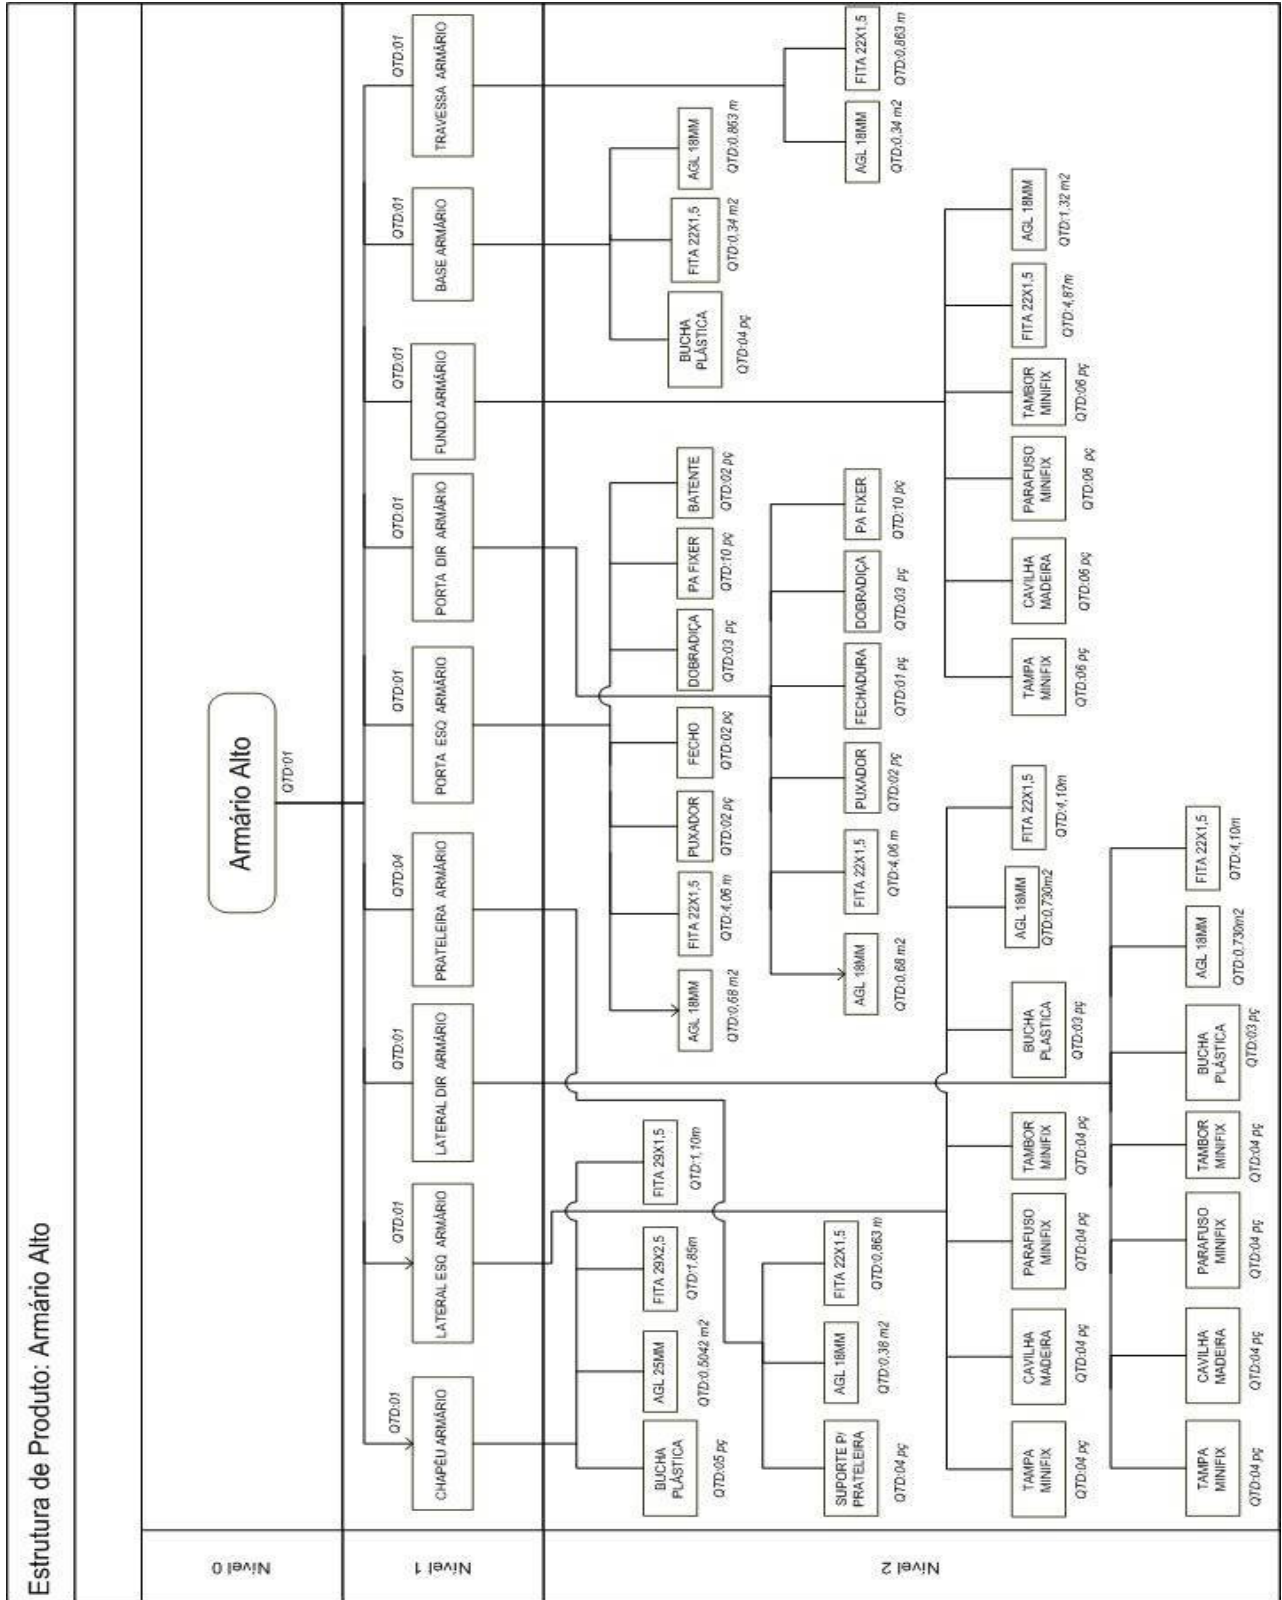 Estrutura de Produto: Armário Alto
Nível 0
Armário Alto
QTD:01
Nível 1
QTD:01
CHAPÉU ARMÁRIO
QTD:01
LATERAL ESQ ARMÁRIO
QTD:01
LATERAL DIR ARMÁRIO
QTD:04
PRATELEIRA ARMÁRIO
QTD:01
PORTA ESQ ARMÁRIO
QTD:01
PORTA DIR ARMÁRIO
QTD:01
FUNDO ARMÁRIO
QTD:01
BASE ARMÁRIO
QTD:01
TRAVESSA ARMÁRIO
Nível 2
BUCHA
PLÁSTICA
QTD:05 pç
AGL 25MM
QTD:0,5042 m2
FITA 29X2,5
QTD:1,85m
FITA 29X1,5
QTD:1,10m
AGL 18MM
QTD:0,68 m2
FITA 22X1,5
QTD:4,06 m
PUXADOR
QTD:02 pç
FECHO
QTD:02 pç
DOBRADIÇA
QTD:03 pç
PA FIXER
QTD:10 pç
BATENTE
QTD:02 pç
BUCHA
PLÁSTICA
QTD:04 pç
FITA 22X1,5
QTD:0,34 m2
AGL 18MM
QTD:0,863 m
SUPORTE P/
PRATELEIRA
QTD:04 pç
AGL 18MM
QTD:0,38 m2
FITA 22X1,5
QTD:0,863 m
AGL 18MM
QTD:0,68 m2
FITA 22X1,5
QTD:4,06 m
PUXADOR
QTD:02 pç
FECHADURA
QTD:01 pç
DOBRADIÇA
QTD:03 pç
PA FIXER
QTD:10 pç
AGL 18MM
QTD:0,34 m2
FITA 22X1,5
QTD:0,863 m
TAMPA
MINIFIX
QTD:04 pç
CAVILHA
MADEIRA
QTD:04 pç
PARAFUSO
MINIFIX
QTD:04 pç
TAMBOR
MINIFIX
QTD:04 pç
BUCHA
PLASTICA
QTD:03 pç
AGL 18MM
QTD:0,730m2
FITA 22X1,5
QTD:4,10m
TAMPA
MINIFIX
QTD:06 pç
CAVILHA
MADEIRA
QTD:06 pç
PARAFUSO
MINIFIX
QTD:06 pç
TAMBOR
MINIFIX
QTD:06 pç
FITA 22X1,5
QTD:4,87m
AGL 18MM
QTD:1,32 m2
TAMPA
MINIFIX
QTD:04 pç
CAVILHA
MADEIRA
QTD:04 pç
PARAFUSO
MINIFIX
QTD:04 pç
TAMBOR
MINIFIX
QTD:04 pç
BUCHA
PLÁSTICA
QTD:03 pç
AGL 18MM
QTD:0,730m2
FITA 22X1,5
QTD:4,10m